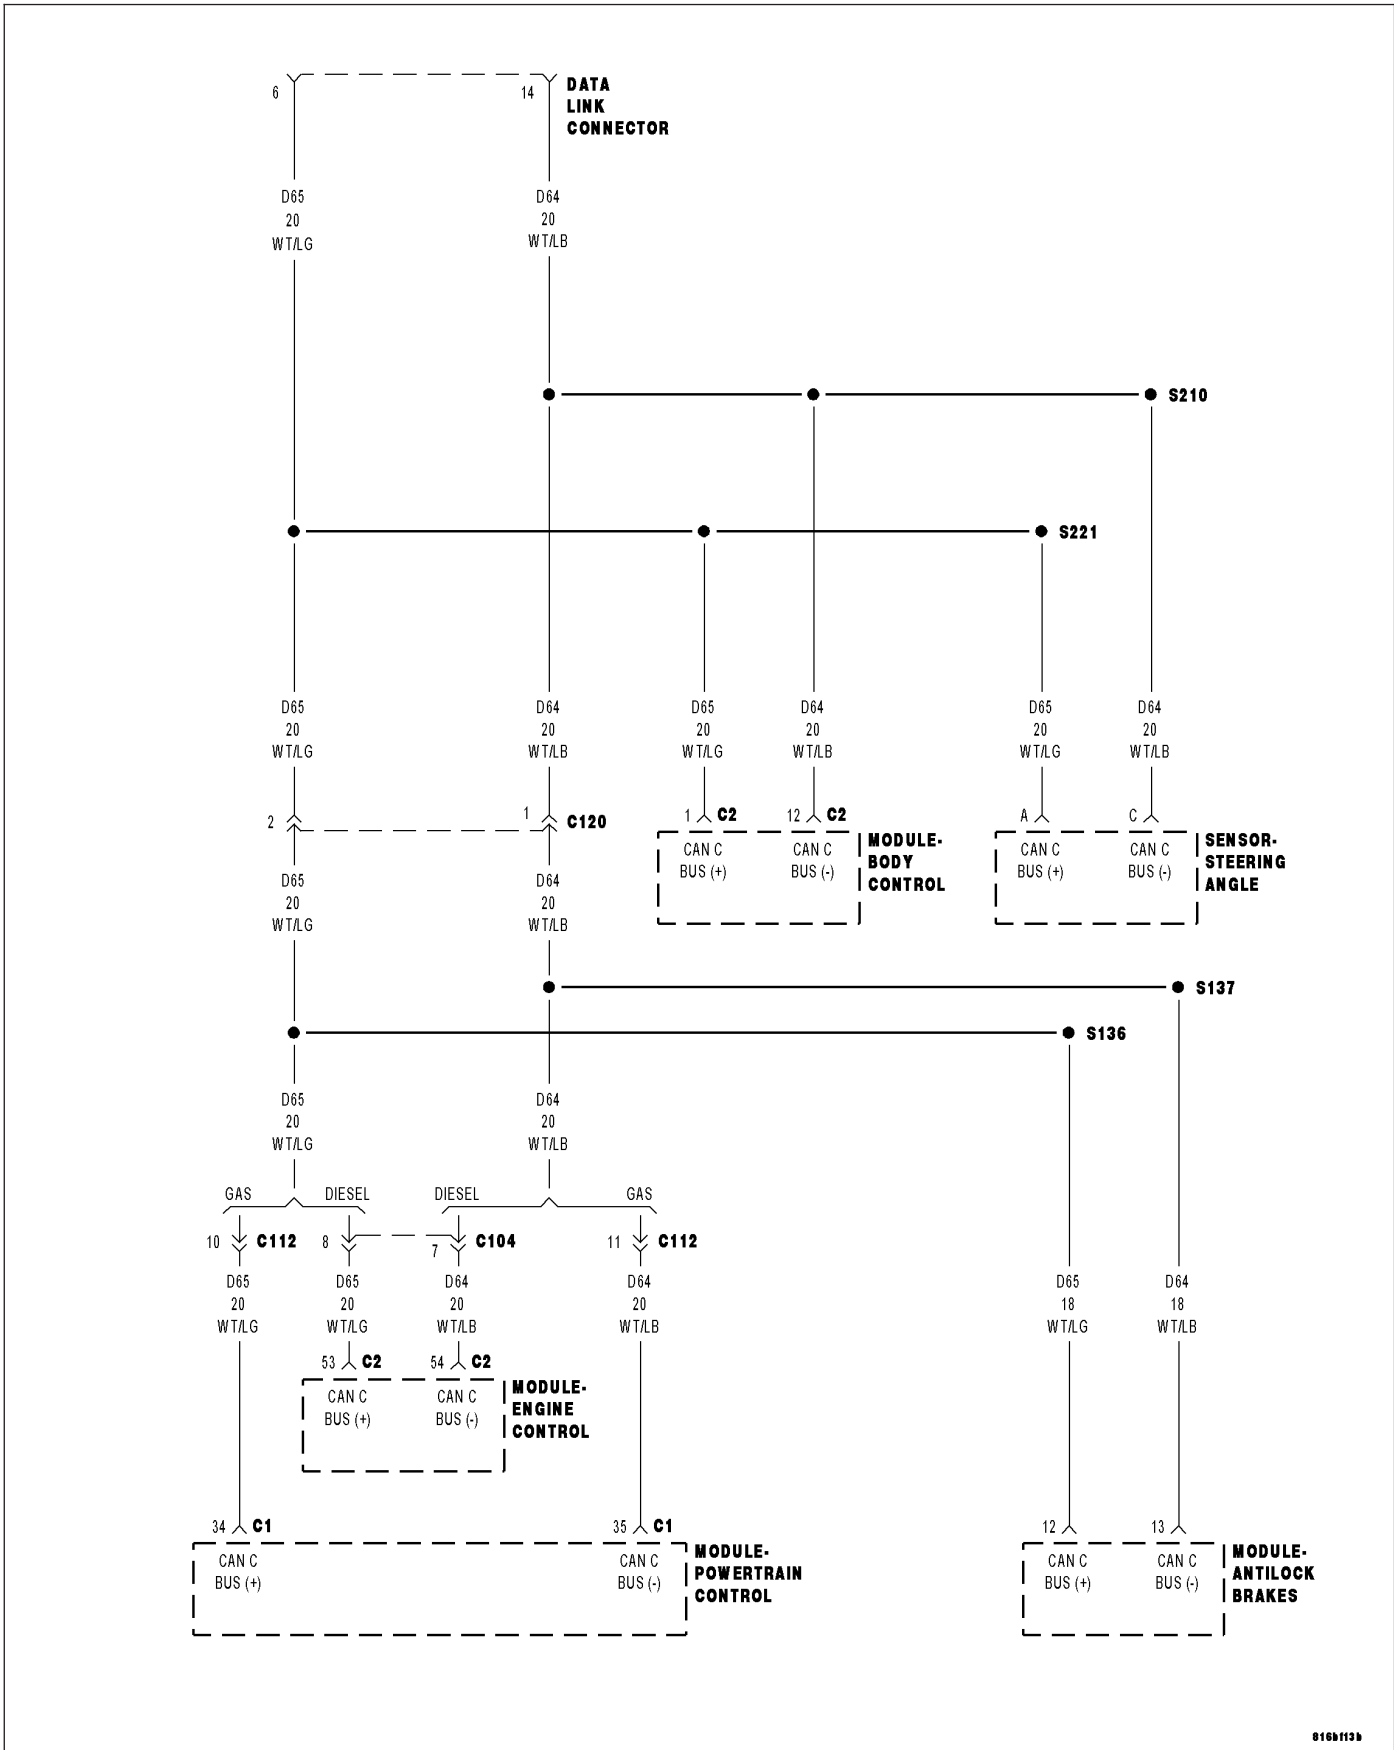 6
14
DATA
LINK
CONNECTOR
D65
20
WT/LG
D64
20
WT/LB
S210
S221
D65
20
WT/LG
D64
20
WT/LB
D65
20
WT/LG
D64
20
WT/LB
D65
20
WT/LG
D64
20
WT/LB
2
1
C120
1
C2
12
C2
A
C
CAN C
BUS (+)
CAN C
BUS (-)
MODULE-
BODY
CONTROL
CAN C
BUS (+)
CAN C
BUS (-)
SENSOR-
STEERING
ANGLE
D65
20
WT/LG
D64
20
WT/LB
S137
S136
D65
20
WT/LG
D64
20
WT/LB
GAS
DIESEL
DIESEL
GAS
10
C112
8
7
C104
11
C112
D65
20
WT/LG
D65
20
WT/LG
D64
20
WT/LB
D64
20
WT/LB
D65
18
WT/LG
D64
18
WT/LB
53
C2
54
C2
CAN C
BUS (+)
CAN C
BUS (-)
MODULE-
ENGINE
CONTROL
34
C1
35
C1
12
13
CAN C
BUS (+)
CAN C
BUS (-)
MODULE-
POWERTRAIN
CONTROL
CAN C
BUS (+)
CAN C
BUS (-)
MODULE-
ANTILOCK
BRAKES
816bf13b